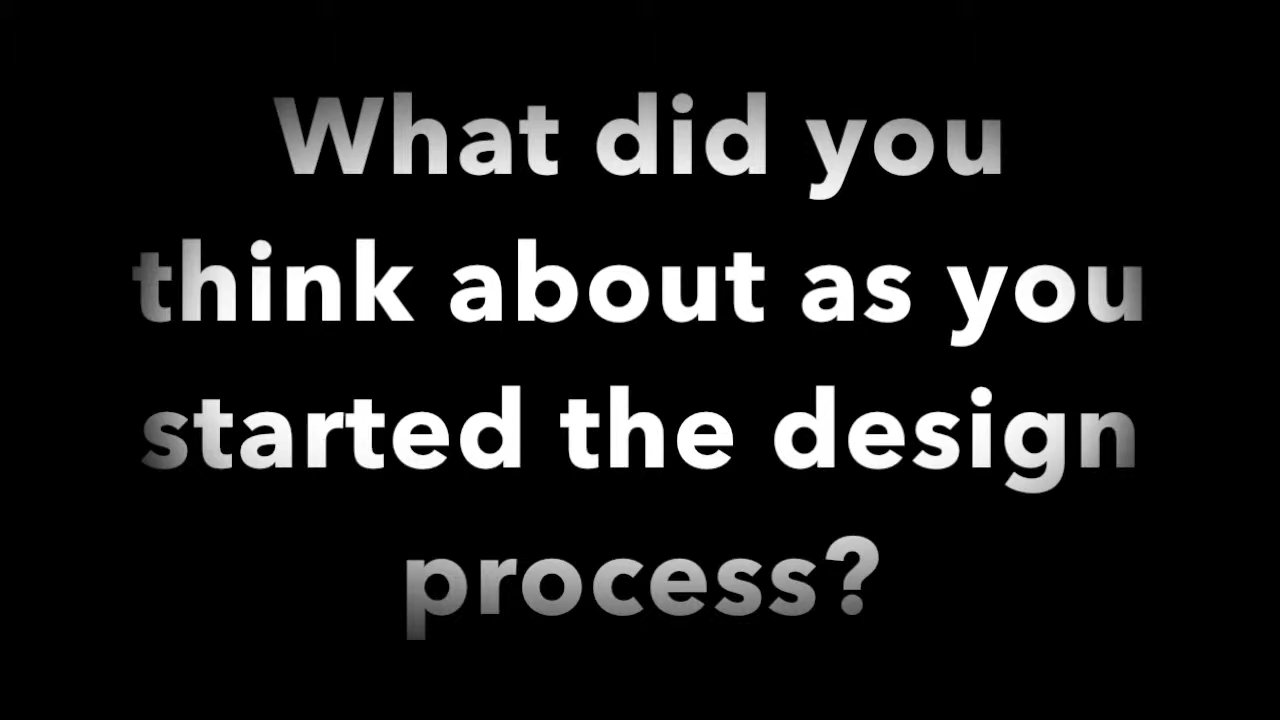 What did you
think about as you
started the design
process?